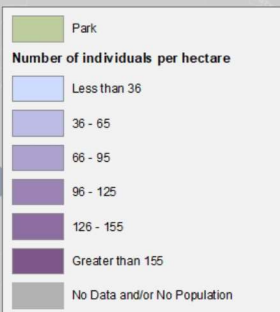 Park
Number of individuals per hectare
Less than 36
36 - 65
66 - 95
96 - 125
126 - 155
Greater than 155
No Data and/or No Population